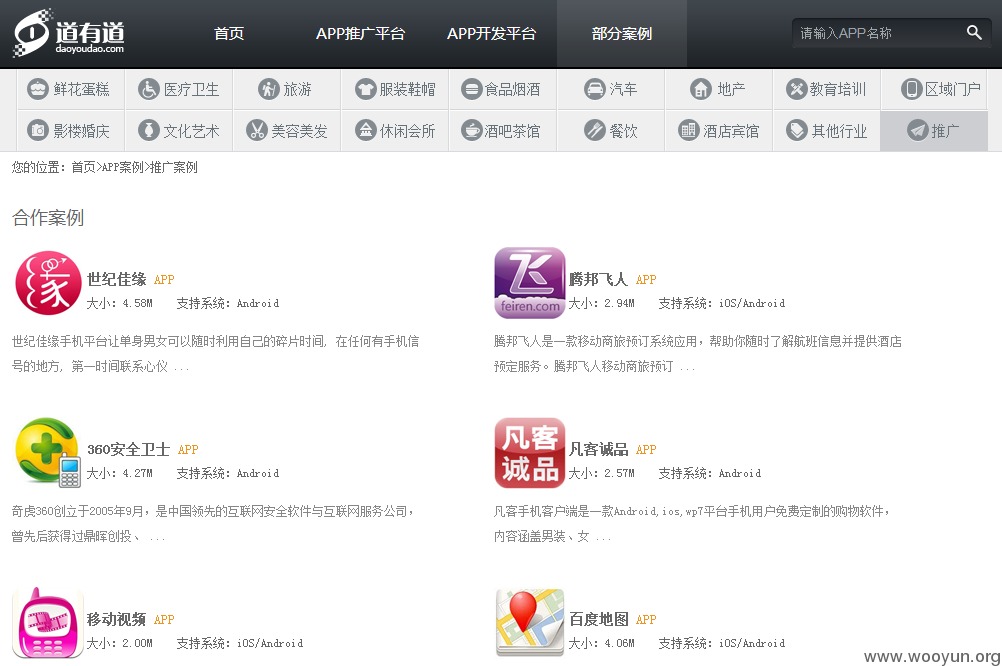 道有道
daoyoudao.com
首页 APP推广平台 APP开发平台 部分案例 请输入APP名称
鲜花蛋糕 医疗卫生 旅游 服装鞋帽 食品烟酒 汽车 地产 教育培训 区域门户
影楼婚庆 文化艺术 美容美发 休闲会所 酒吧茶馆 餐饮 酒店宾馆 其他行业 推广
您的位置：首页>APP案例>推广案例
合作案例
缘
世纪佳缘 APP
大小：4.58M 支持系统：Android
世纪佳缘手机平台让单身男女可以随时利用自己的碎片时间, 在任何有手机信
号的地方, 第一时间联系心仪 ...
飞
feiren.com
腾邦飞人 APP
大小：2.94M 支持系统：iOS/Android
腾邦飞人是一款移动商旅预订系统应用，帮助你随时了解航班信息并提供酒店
预定服务。腾邦飞人移动商旅预订 ...
360安全卫士 APP
大小：4.27M 支持系统：Android
奇虎360创立于2005年9月，是中国领先的互联网安全软件与互联网服务公司，
曾先后获得过鼎晖创投、 ...
凡客
诚品
凡客诚品 APP
大小：2.57M 支持系统：Android
凡客手机客户端是一款Android,ios,wp7平台手机用户免费定制的购物软件，
内容涵盖男装、女 ...
移动视频 APP
大小：2.00M 支持系统：iOS/Android
百度地图 APP
大小：4.06M 支持系统：iOS/Android
www.wooyun.org